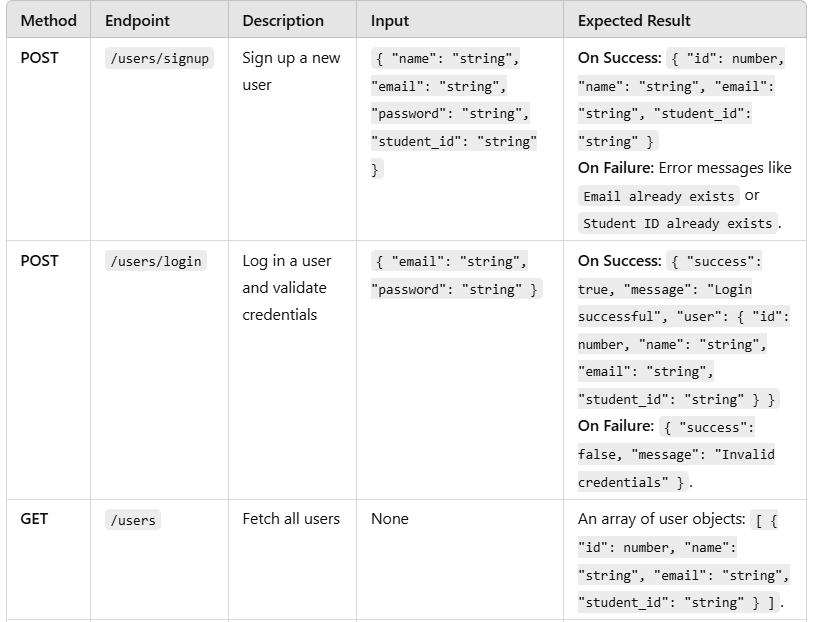 Method Endpoint Description Input Expected Result
POST /users/signup Sign up a new user
{ "name": "string",
"email": "string",
"password": "string",
"student_id": "string"
}
On Success: { "id": number,
"name": "string", "email":
"string", "student_id":
"string" }
On Failure: Error messages like
Email already exists or
Student ID already exists.
POST /users/login Log in a user
and validate
credentials
{ "email": "string",
"password": "string" }
On Success: { "success":
true, "message": "Login
successful", "user": { "id":
number, "name": "string",
"email": "string",
"student_id": "string" } }
On Failure: { "success":
false, "message": "Invalid
credentials" }.
GET /users Fetch all users None
An array of user objects: [ {
"id": number, "name":
"string", "email": "string",
"student_id": "string" } ].